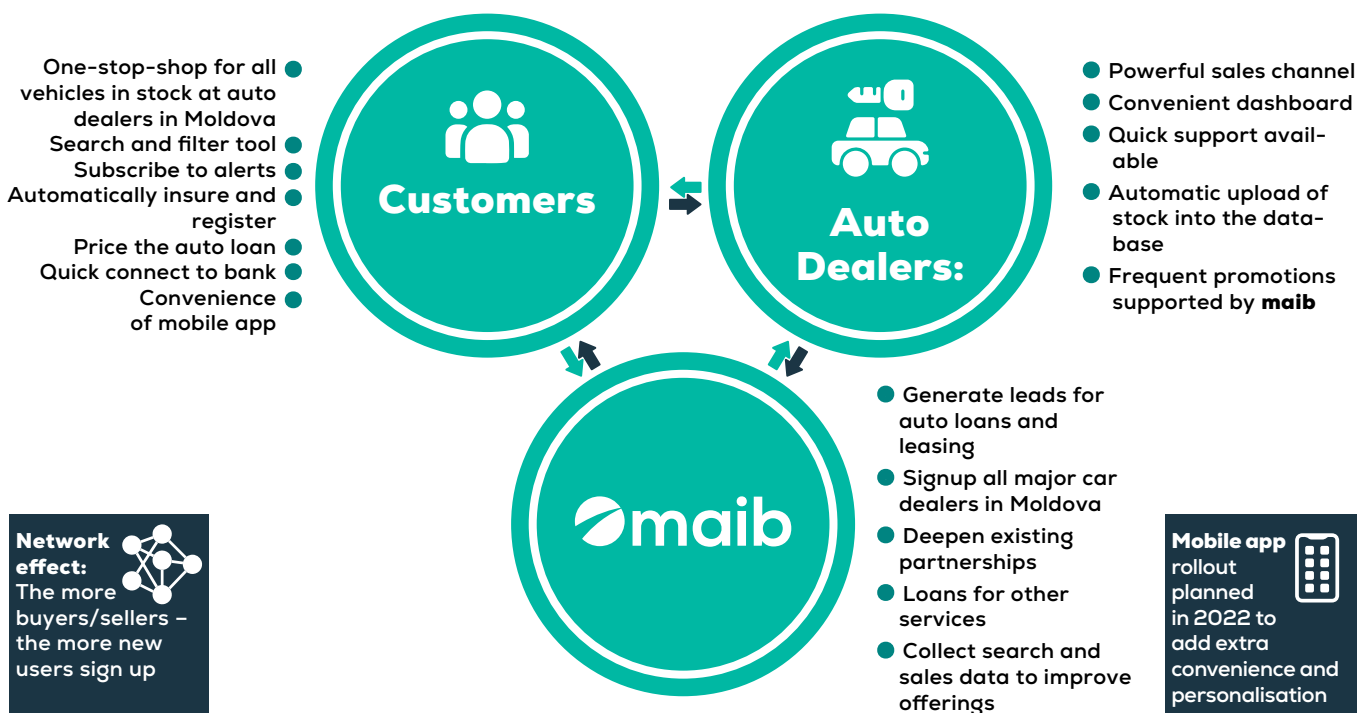 One-stop-shop for all
vehicles in stock at auto
dealers in Moldova
Search and filter tool
Subscribe to alerts
Automatically insure and
register
Price the auto loan
Quick connect to bank
Convenience
of mobile app
Customers
Auto
Dealers:
Powerful sales channel
Convenient dashboard
Quick support avail-
able
Automatic upload of
stock into the data-
base
Frequent promotions
supported by maib
maib
Generate leads for
auto loans and
leasing
Signup all major car
dealers in Moldova
Deepen existing
partnerships
Loans for other
services
Collect search and
sales data to improve
offerings
Network
effect:
The more
buyers/sellers –
the more new
users sign up
Mobile app
rollout
planned
in 2022 to
add extra
convenience and
personalisation